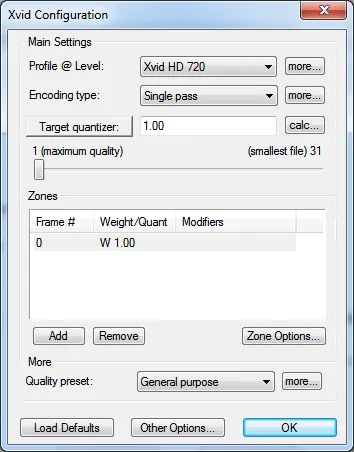 Xvid Configuration
Main Settings
Profile @ Level: Xvid HD 720 more...
Encoding type: Single pass more...
Target quantizer: 1.00 calc...
1 (maximum quality) (smallest file) 31
Zones
Frame # Weight/Quant Modifiers
0 W 1.00
Add Remove Zone Options...
More
Quality preset: General purpose more...
Load Defaults Other Options... OK